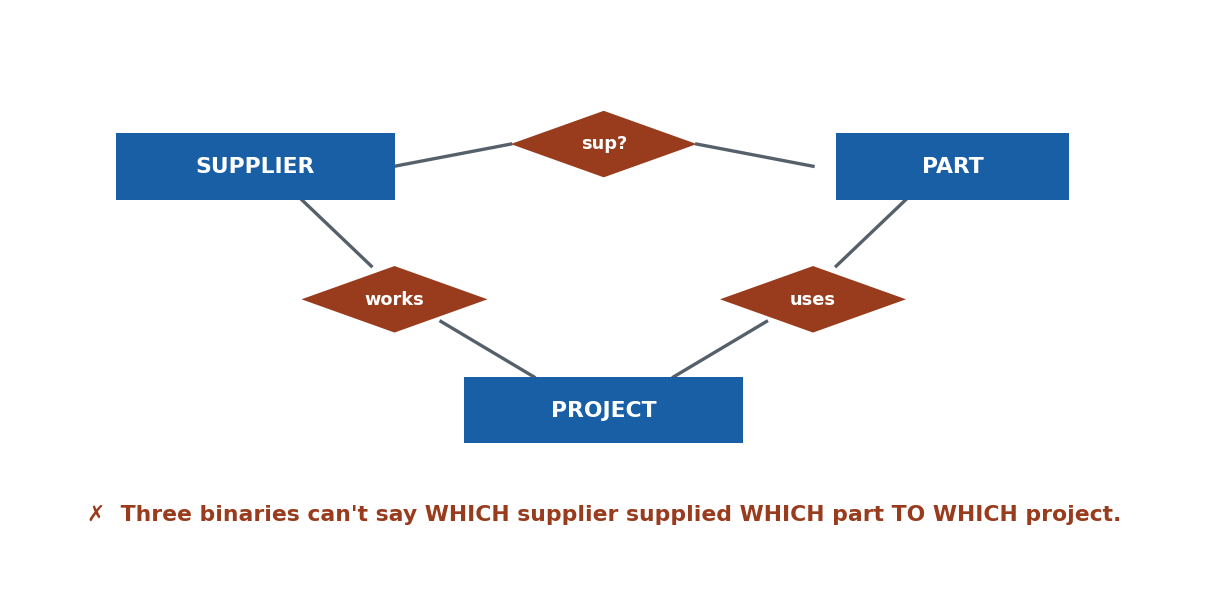 sup?
SUPPLIER
PART
works
uses
PROJECT
✗ Three binaries can't say WHICH supplier supplied WHICH part TO WHICH project.